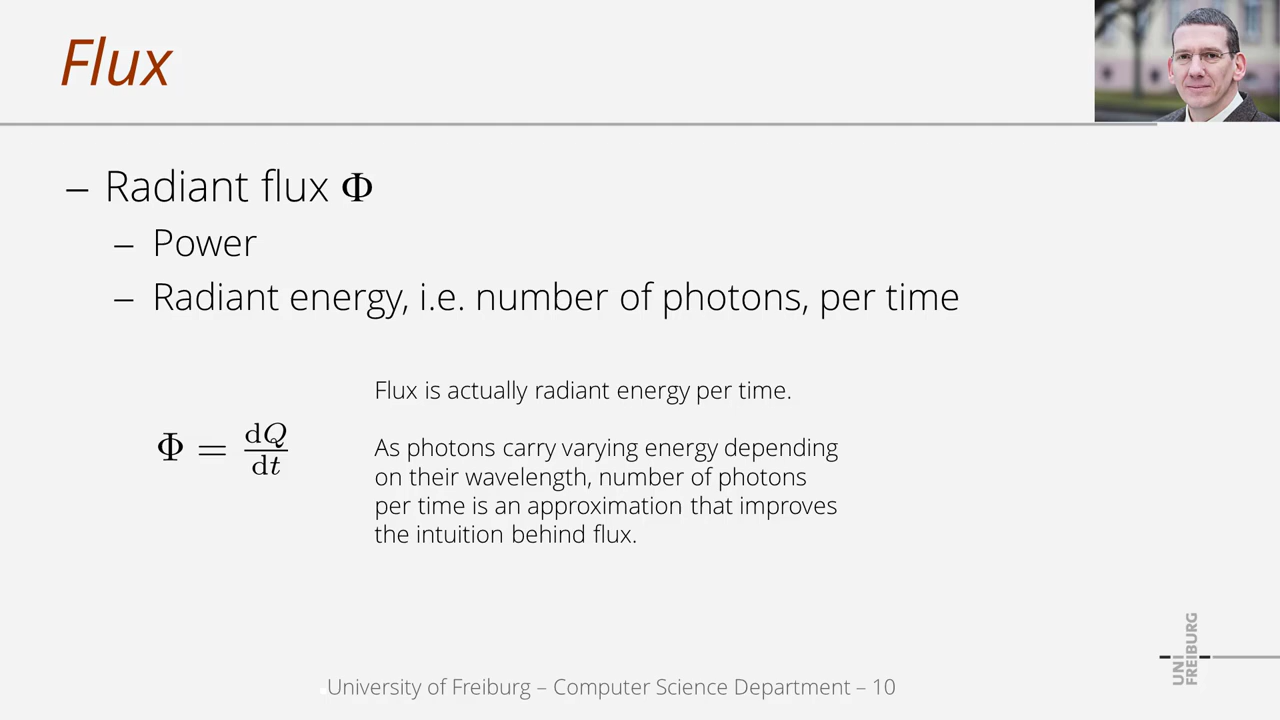 Flux
– Radiant flux Φ
– Power
– Radiant energy, i.e. number of photons, per time
Flux is actually radiant energy per time.
Φ = dQ/dt
As photons carry varying energy depending
on their wavelength, number of photons
per time is an approximation that improves
the intuition behind flux.
University of Freiburg – Computer Science Department – 10
UNI
FREIBURG